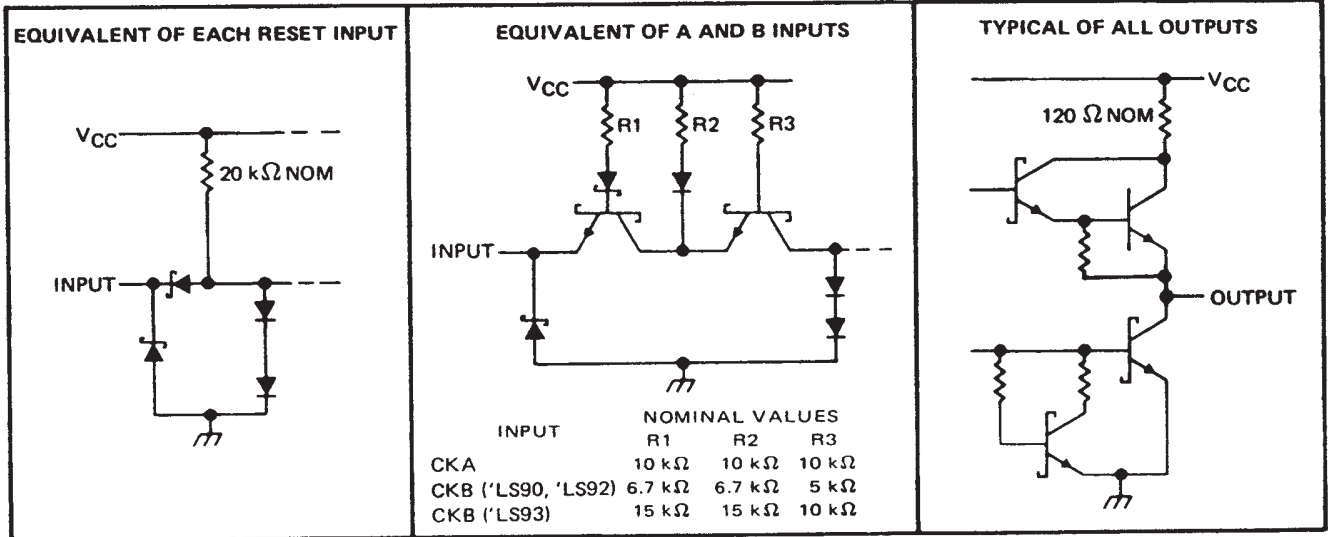 EQUIVALENT OF EACH RESET INPUT
VCC
20 kΩ NOM
INPUT
EQUIVALENT OF A AND B INPUTS
VCC
R1
R2
R3
INPUT
NOMINAL VALUES
INPUT R1 R2 R3
CKA 10 kΩ 10 kΩ 10 kΩ
CKB ('LS90, 'LS92) 6.7 kΩ 6.7 kΩ 5 kΩ
CKB ('LS93) 15 kΩ 15 kΩ 10 kΩ
TYPICAL OF ALL OUTPUTS
VCC
120 Ω NOM
OUTPUT